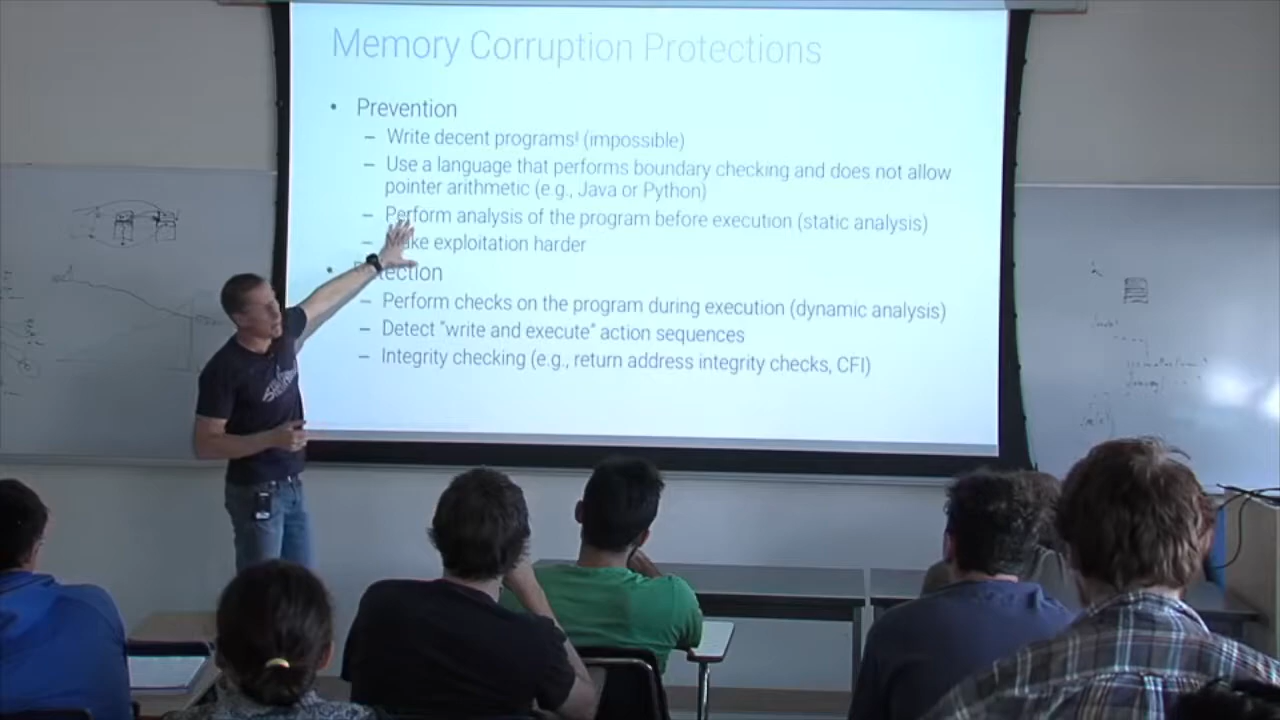 Memory Corruption Protections
• Prevention
– Write decent programs! (impossible)
– Use a language that performs boundary checking and does not allow
pointer arithmetic (e.g., Java or Python)
– Perform analysis of the program before execution (static analysis)
– Make exploitation harder
• Detection
– Perform checks on the program during execution (dynamic analysis)
– Detect "write and execute" action sequences
– Integrity checking (e.g., return address integrity checks, CFI)